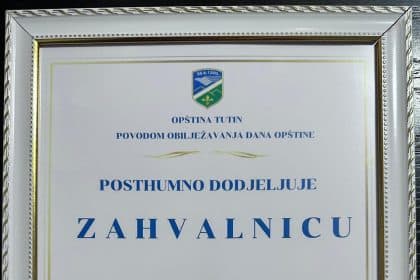 OPŠTINA TUTIN
POVODOM OBILJEŽAVANJA DANA OPŠTINE
POSTHUMNO DODJELJUJE
ZAHVALNICU